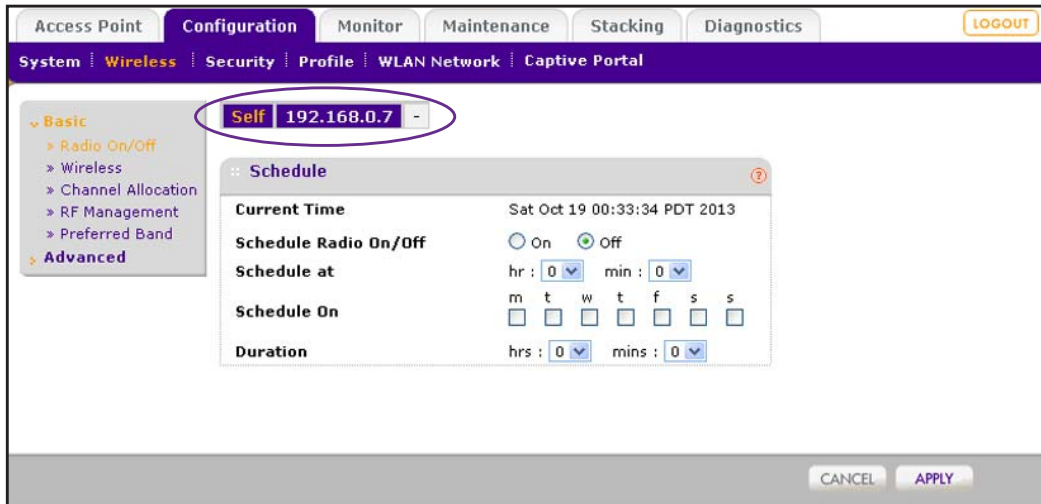 Access Point Configuration Monitor Maintenance Stacking Diagnostics LOGOUT
System Wireless Security Profile WLAN Network Captive Portal
Basic
» Radio On/Off
» Wireless
» Channel Allocation
» RF Management
» Preferred Band
Advanced
Self 192.168.0.7 -
Schedule ?
Current Time Sat Oct 19 00:33:34 PDT 2013
Schedule Radio On/Off On Off
Schedule at hr : 0 min : 0
Schedule On m t w t f s s
Duration hrs : 0 mins : 0
CANCEL APPLY